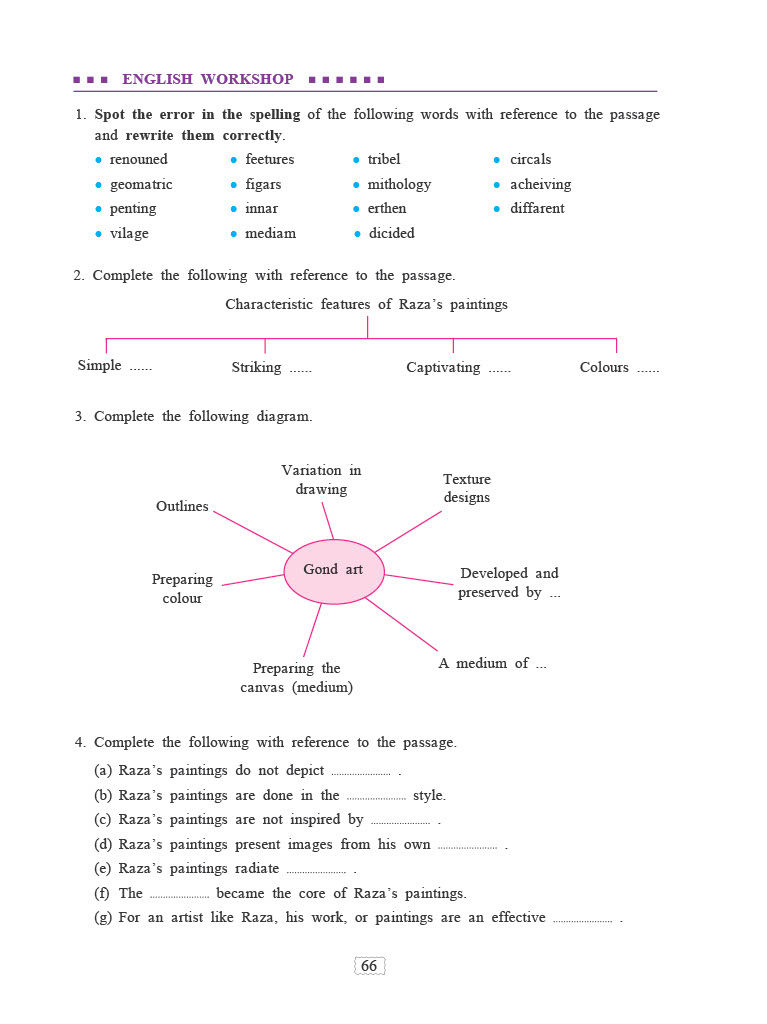 ENGLISH WORKSHOP
1. Spot the error in the spelling of the following words with reference to the passage
and rewrite them correctly.
• renouned • feetures • tribel • circals
• geomatric • figars • mithology • acheiving
• penting • innar • erthen • diffarent
• vilage • mediam • dicided
2. Complete the following with reference to the passage.
Characteristic features of Raza’s paintings
Simple ...... Striking ...... Captivating ...... Colours ......
3. Complete the following diagram.
Variation in
drawing
Texture
designs
Outlines
Gond art
Preparing
colour
Developed and
preserved by ...
A medium of ...
Preparing the
canvas (medium)
4. Complete the following with reference to the passage.
(a) Raza’s paintings do not depict ....................... .
(b) Raza’s paintings are done in the ....................... style.
(c) Raza’s paintings are not inspired by ....................... .
(d) Raza’s paintings present images from his own ....................... .
(e) Raza’s paintings radiate ....................... .
(f) The ....................... became the core of Raza’s paintings.
(g) For an artist like Raza, his work, or paintings are an effective ....................... .
66